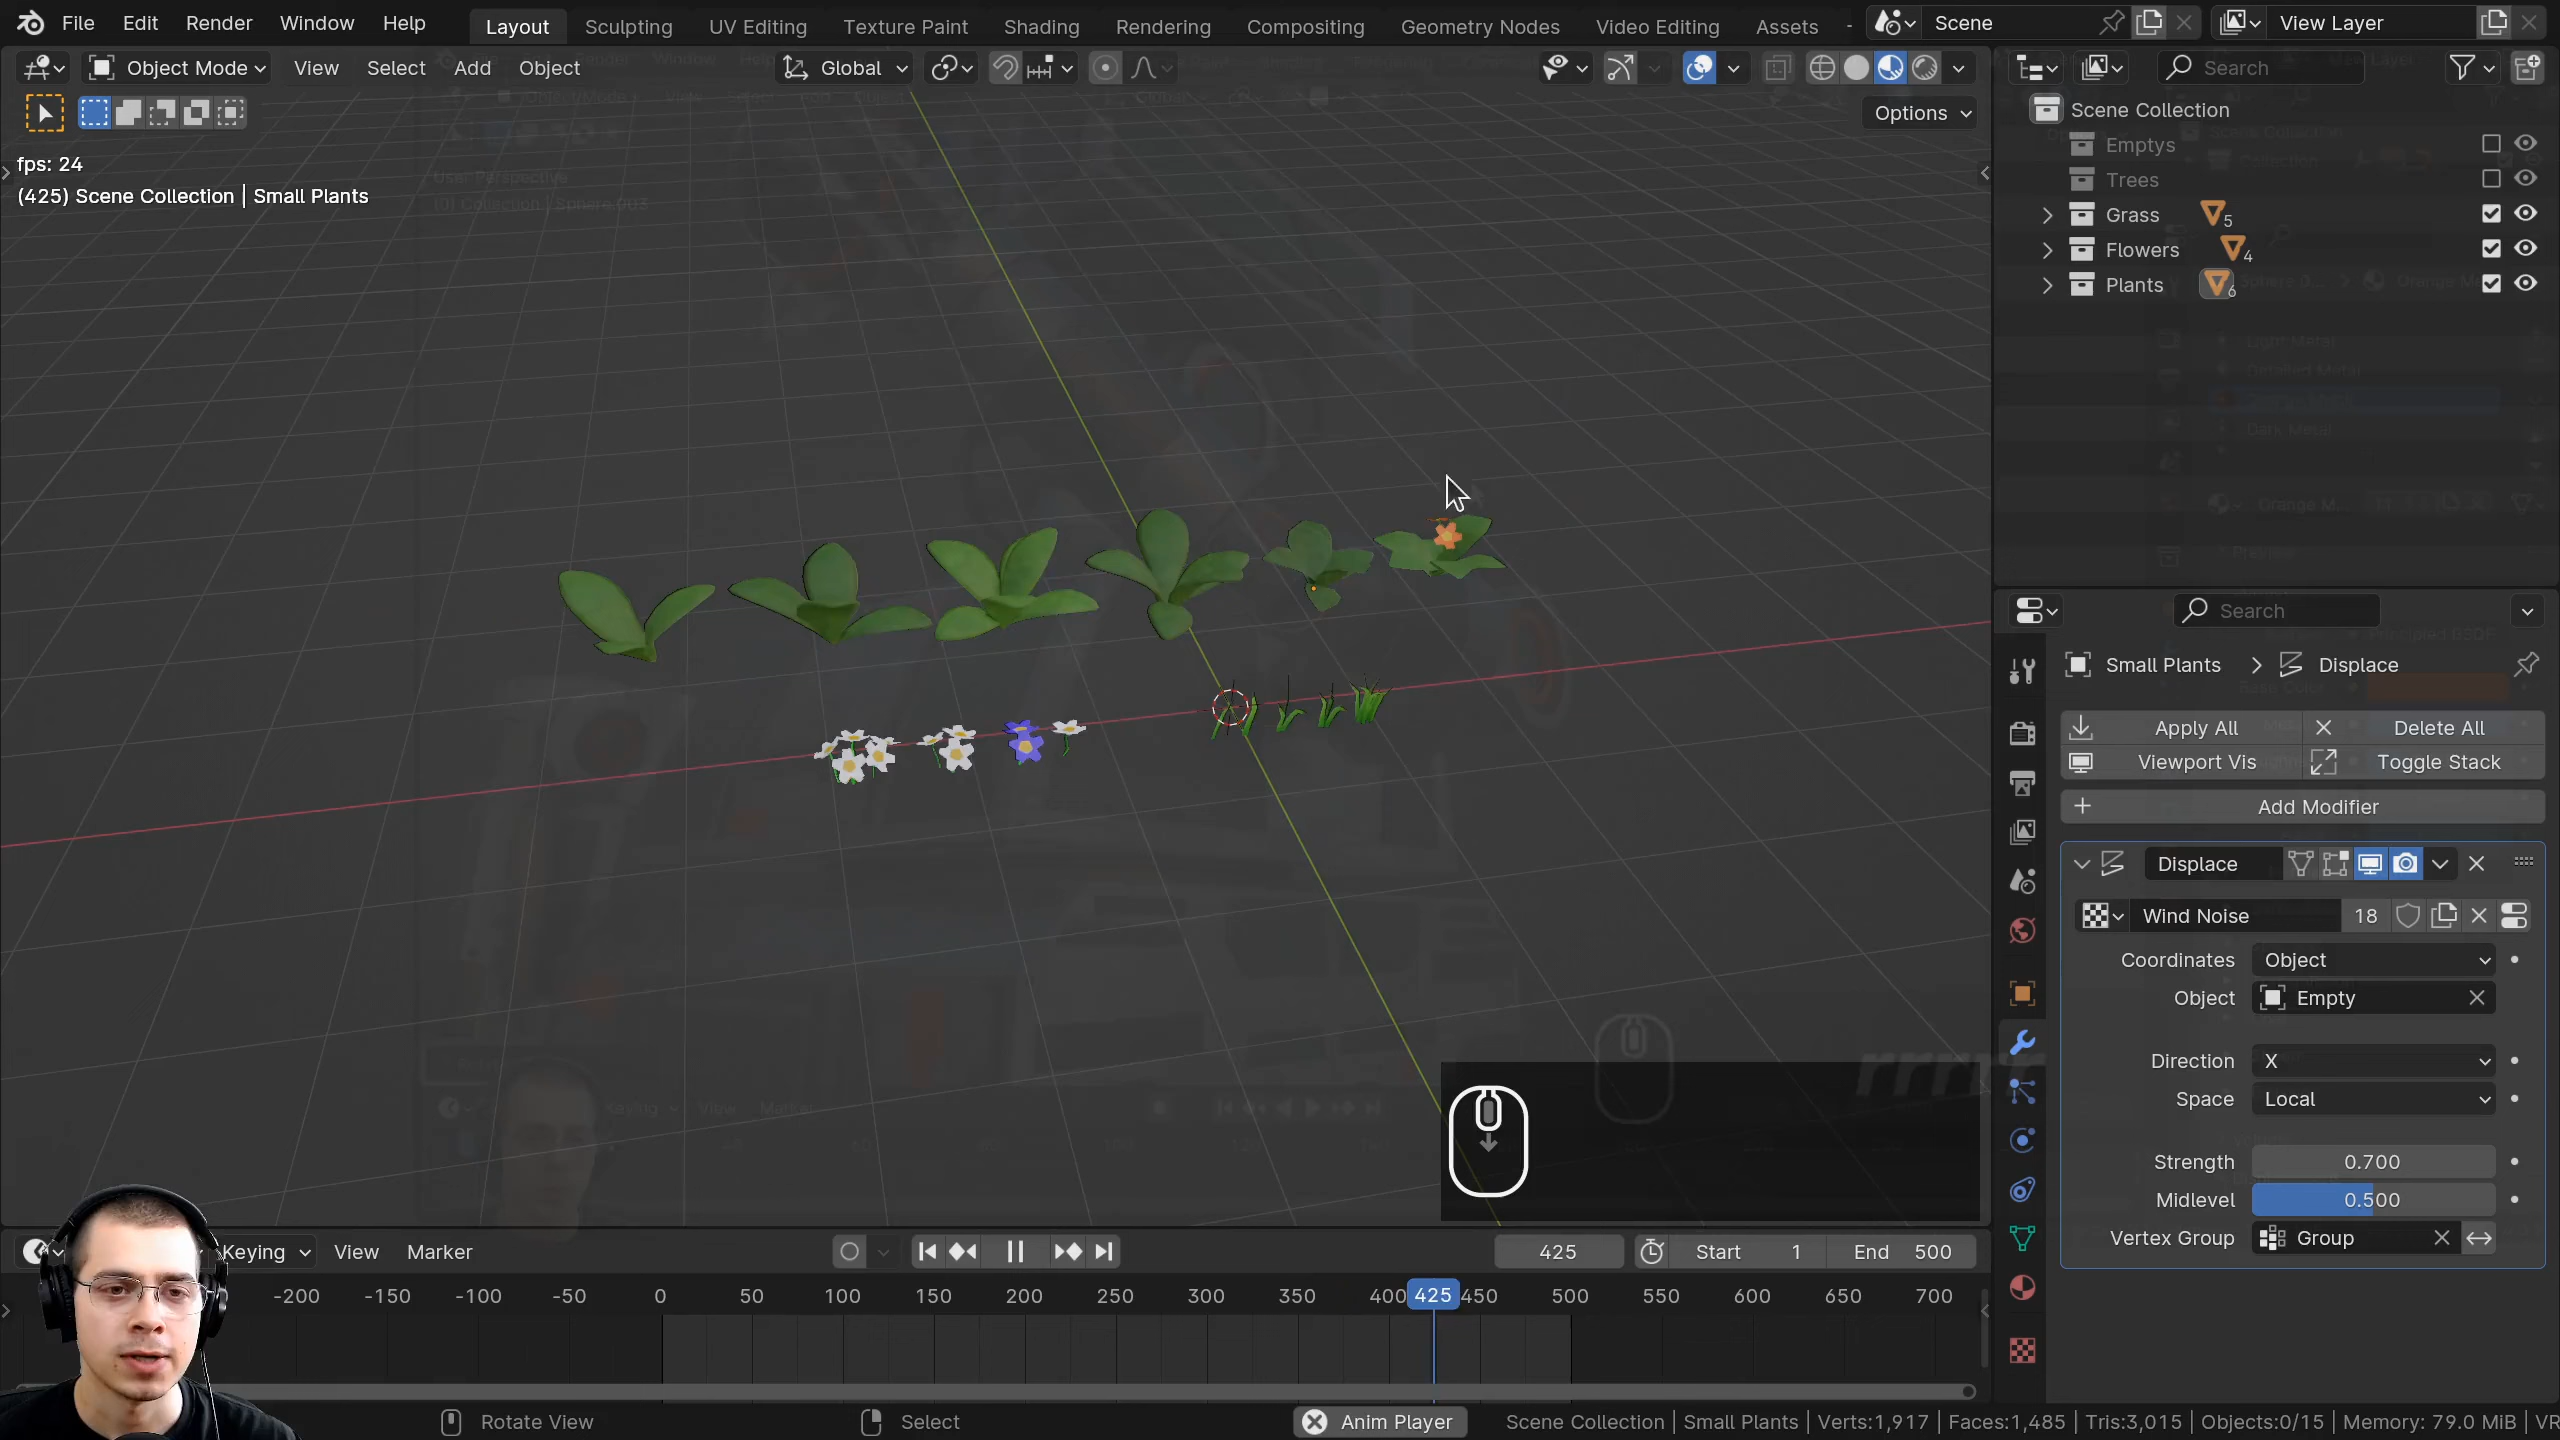 File Edit Render Window Help Layout Sculpting UV Editing Texture Paint Shading Rendering Compositing Geometry Nodes Video Editing Assets Scene View Layer
Object Mode View Select Add Object Global Search
Options
fps: 24
(425) Scene Collection | Small Plants
Scene Collection
Emptys
Trees
Grass 5
Flowers 4
Plants 6
Search
Small Plants > Displace
Apply All Delete All
Viewport Vis Toggle Stack
Add Modifier
Displace
Wind Noise 18
Coordinates Object
Object Empty
Direction X
Space Local
Strength 0.700
Midlevel 0.500
Vertex Group Group
Keying View Marker 425 Start 1 End 500
-200 -150 -100 -50 0 50 100 150 200 250 300 350 400 425 450 500 550 600 650 700
Rotate View Select Anim Player Scene Collection | Small Plants | Verts:1,917 | Faces:1,485 | Tris:3,015 | Objects:0/15 | Memory: 79.0 MiB | VR